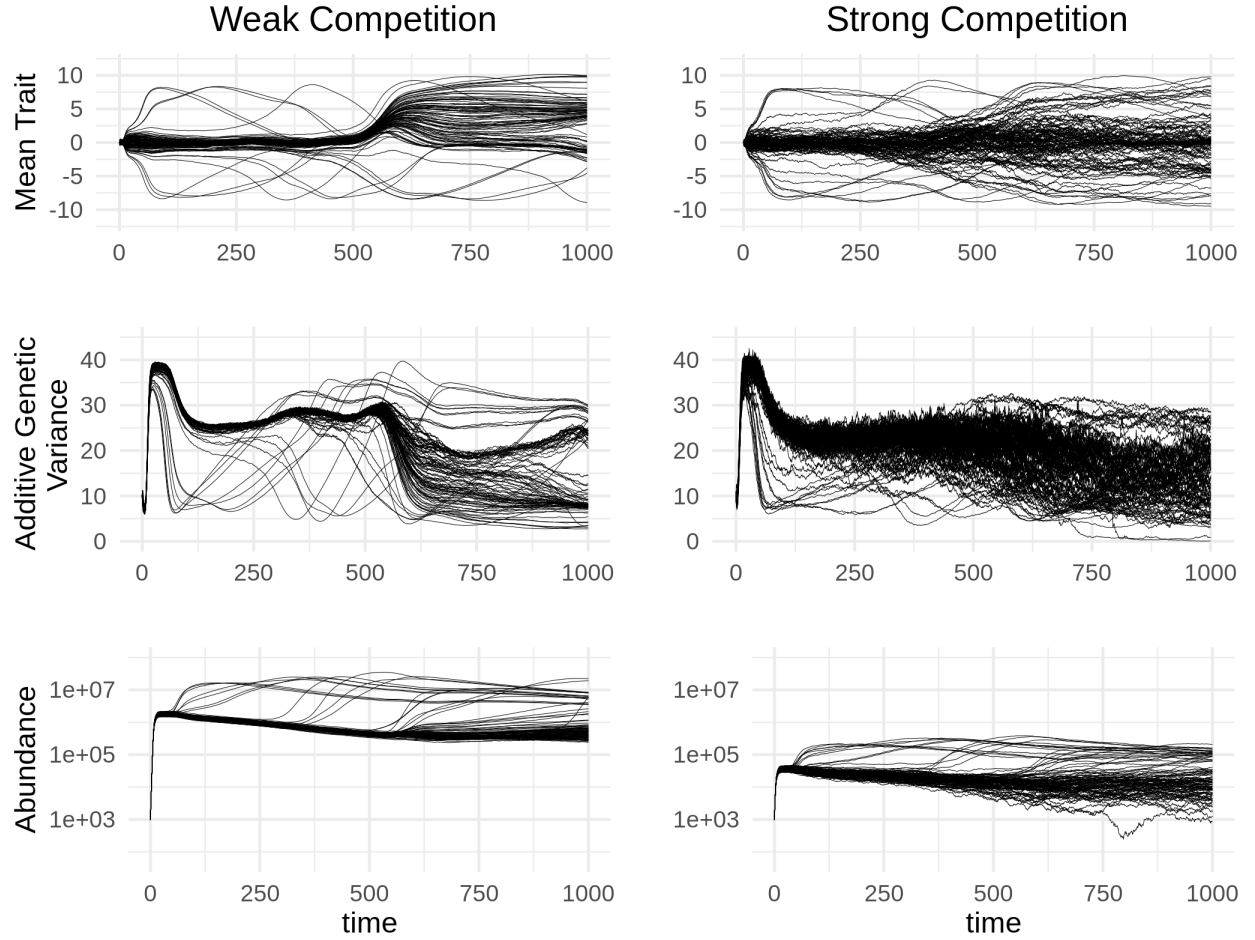 Weak Competition
Strong Competition
Mean Trait
10
5
0
-5
-10
0 250 500 750 1000
10
5
0
-5
-10
0 250 500 750 1000
Additive Genetic
Variance
40
30
20
10
0
0 250 500 750 1000
40
30
20
10
0
0 250 500 750 1000
Abundance
1e+07
1e+05
1e+03
0 250 500 750 1000
time
1e+07
1e+05
1e+03
0 250 500 750 1000
time